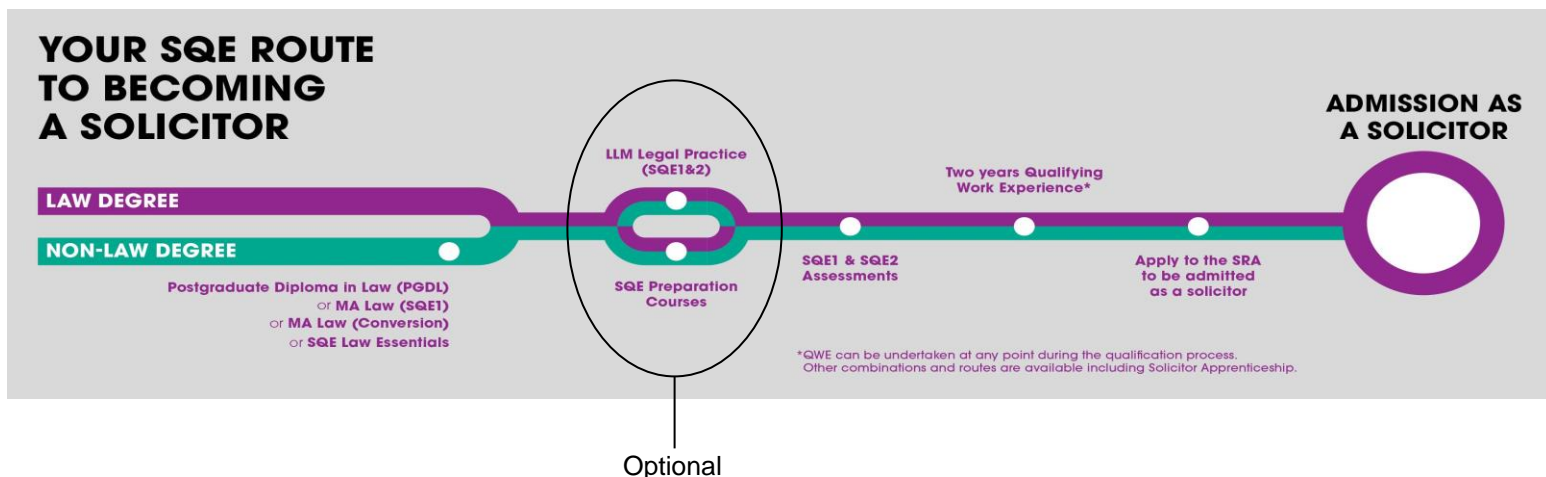 YOUR SQE ROUTE
TO BECOMING
A SOLICITOR
LAW DEGREE
NON-LAW DEGREE
Postgraduate Diploma in Law (PGDL)
or MA Law (SQE1)
or MA Law (Conversion)
or SQE Law Essentials
LLM Legal Practice
(SQE1&2)
SQE Preparation
Courses
SQE1 & SQE2
Assessments
Two years Qualifying
Work Experience*
Apply to the SRA
to be admitted
as a solicitor
ADMISSION AS
A SOLICITOR
*QWE can be undertaken at any point during the qualification process.
Other combinations and routes are available including Solicitor Apprenticeship.
Optional